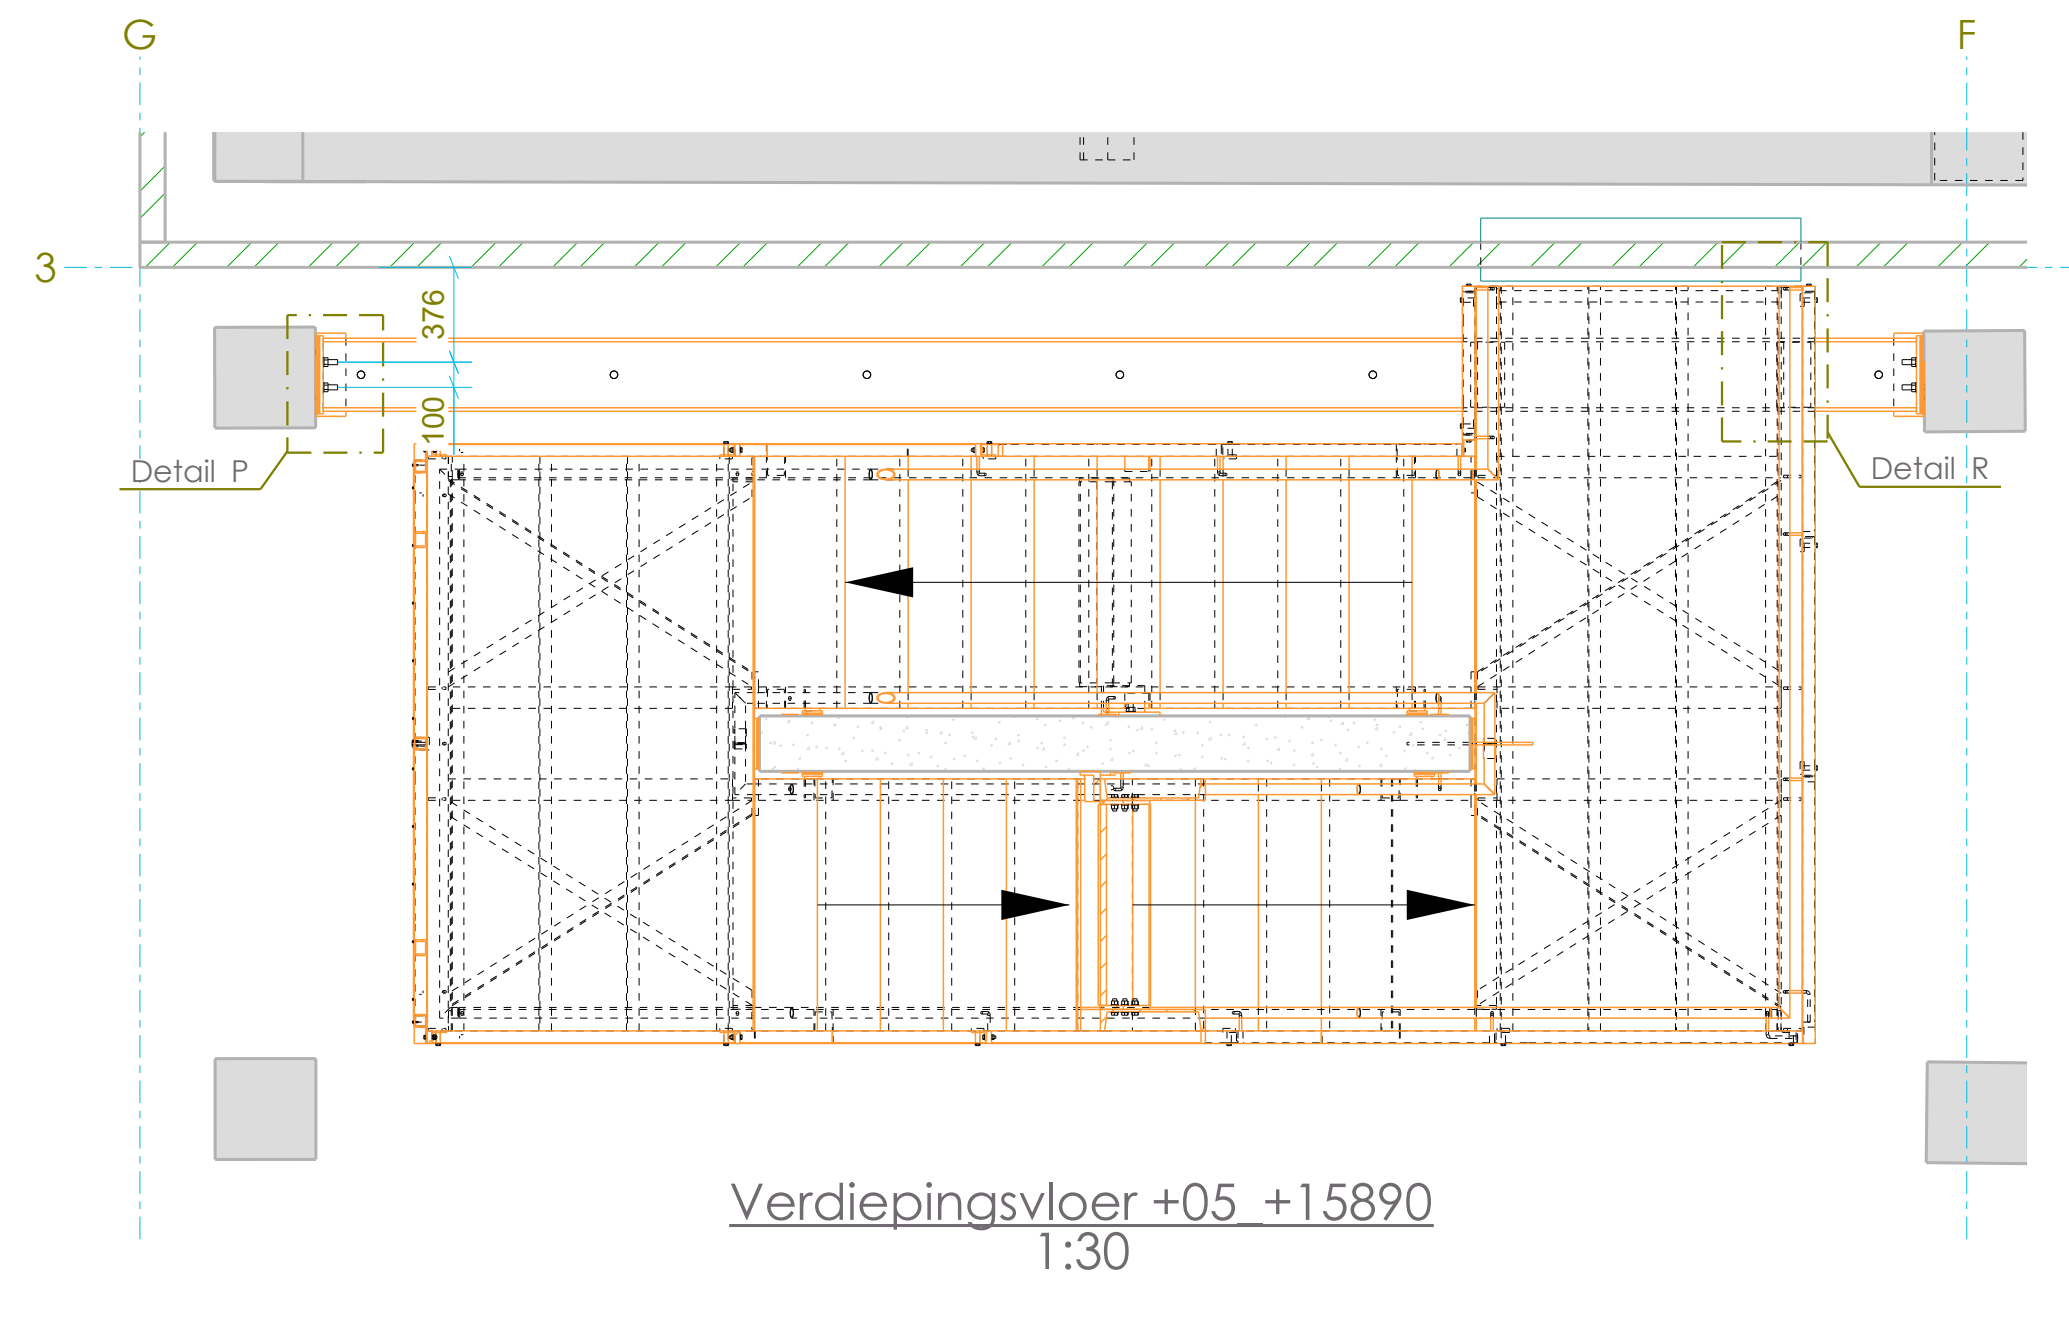 G
F
3
376
100
Detail P
Detail R
Verdiepingsvloer +05_+15890
1:30